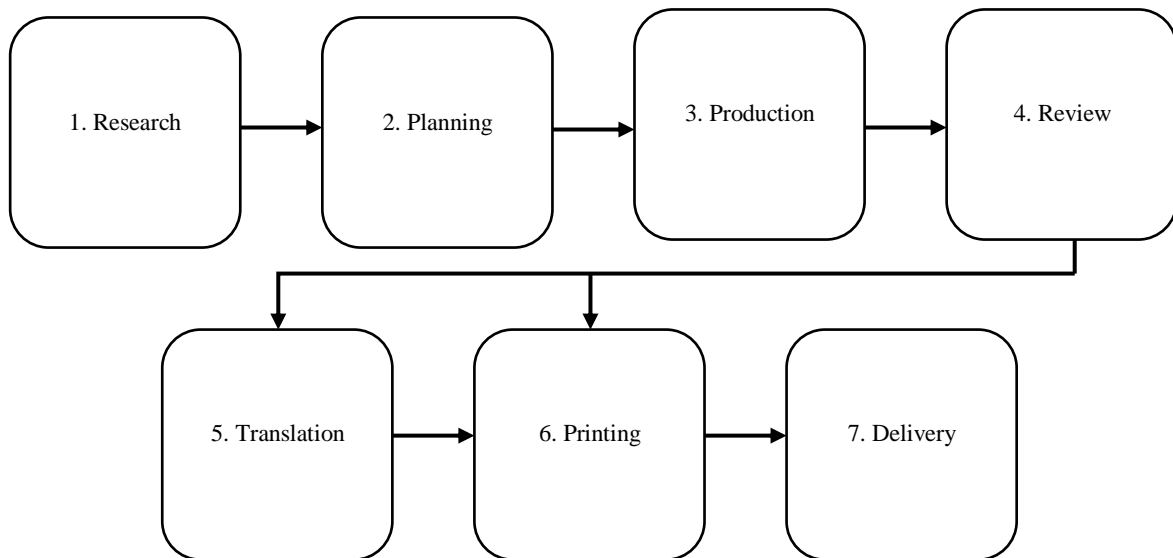 1. Research
2. Planning
3. Production
4. Review
5. Translation
6. Printing
7. Delivery